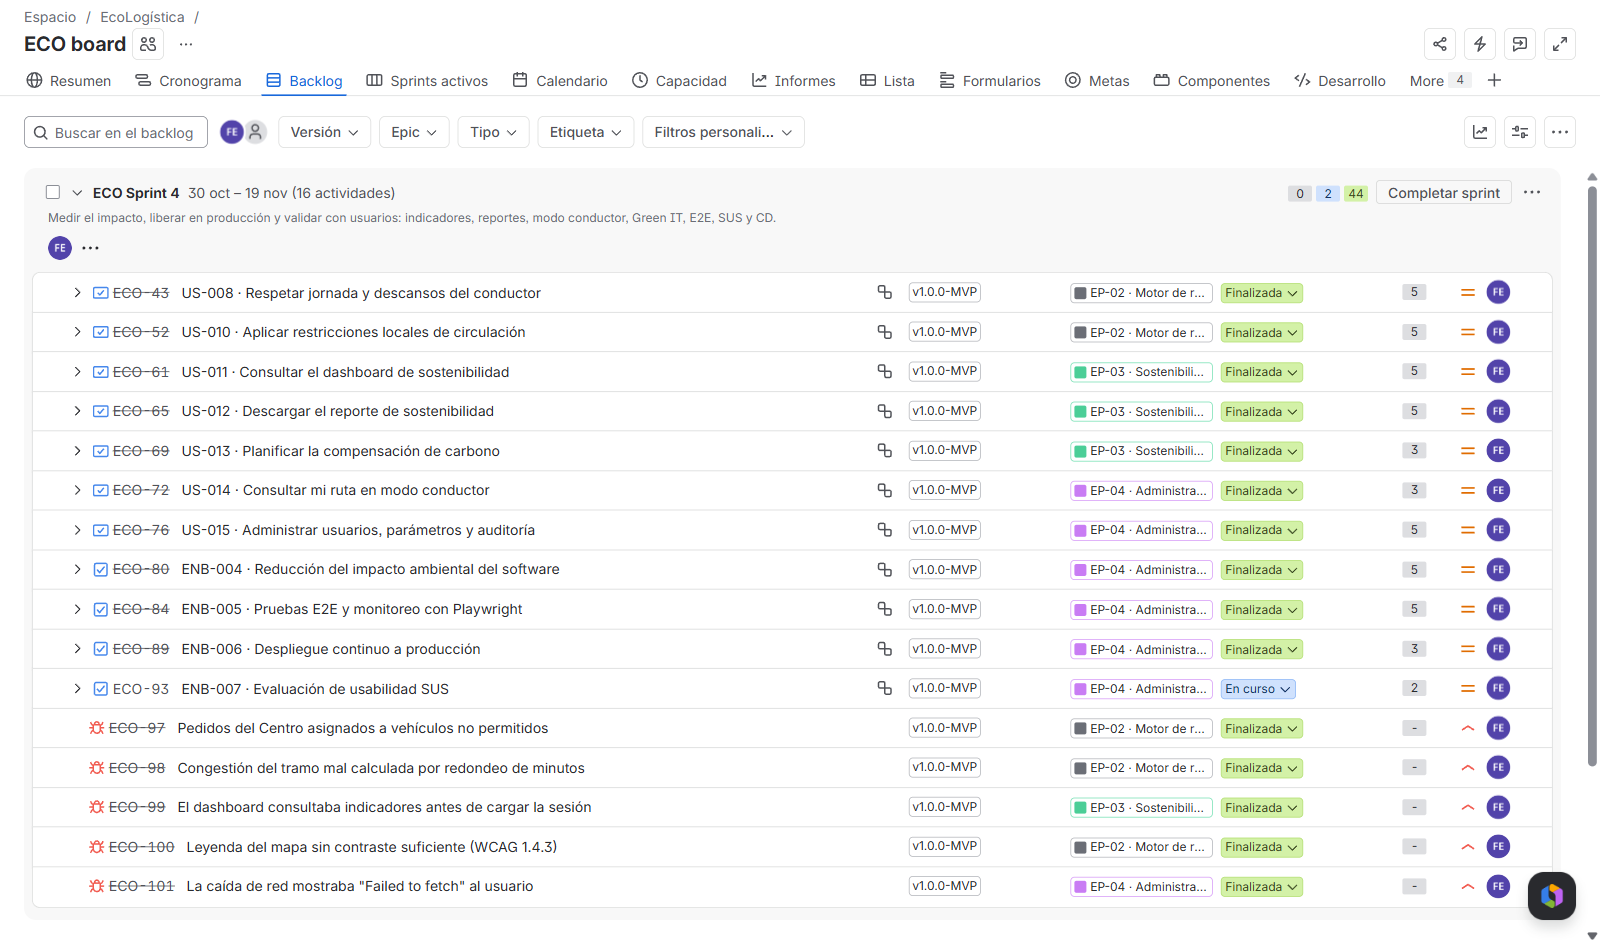 Espacio / EcoLogística /
ECO board
Resumen Cronograma Backlog Sprints activos Calendario Capacidad Informes Lista Formularios Metas Componentes Desarrollo More 4
Buscar en el backlog FE Versión Epic Tipo Etiqueta Filtros personali...
ECO Sprint 4 30 oct – 19 nov (16 actividades) 0 2 44 Completar sprint
Medir el impacto, liberar en producción y validar con usuarios: indicadores, reportes, modo conductor, Green IT, E2E, SUS y CD.
FE
ECO-43 US-008 · Respetar jornada y descansos del conductor v1.0.0-MVP EP-02 · Motor de r... Finalizada 5 FE
ECO-52 US-010 · Aplicar restricciones locales de circulación v1.0.0-MVP EP-02 · Motor de r... Finalizada 5 FE
ECO-61 US-011 · Consultar el dashboard de sostenibilidad v1.0.0-MVP EP-03 · Sostenibili... Finalizada 5 FE
ECO-65 US-012 · Descargar el reporte de sostenibilidad v1.0.0-MVP EP-03 · Sostenibili... Finalizada 5 FE
ECO-69 US-013 · Planificar la compensación de carbono v1.0.0-MVP EP-03 · Sostenibili... Finalizada 3 FE
ECO-72 US-014 · Consultar mi ruta en modo conductor v1.0.0-MVP EP-04 · Administra... Finalizada 3 FE
ECO-76 US-015 · Administrar usuarios, parámetros y auditoría v1.0.0-MVP EP-04 · Administra... Finalizada 5 FE
ECO-80 ENB-004 · Reducción del impacto ambiental del software v1.0.0-MVP EP-04 · Administra... Finalizada 5 FE
ECO-84 ENB-005 · Pruebas E2E y monitoreo con Playwright v1.0.0-MVP EP-04 · Administra... Finalizada 5 FE
ECO-89 ENB-006 · Despliegue continuo a producción v1.0.0-MVP EP-04 · Administra... Finalizada 3 FE
ECO-93 ENB-007 · Evaluación de usabilidad SUS v1.0.0-MVP EP-04 · Administra... En curso 2 FE
ECO-97 Pedidos del Centro asignados a vehículos no permitidos v1.0.0-MVP EP-02 · Motor de r... Finalizada - FE
ECO-98 Congestión del tramo mal calculada por redondeo de minutos v1.0.0-MVP EP-02 · Motor de r... Finalizada - FE
ECO-99 El dashboard consultaba indicadores antes de cargar la sesión v1.0.0-MVP EP-03 · Sostenibili... Finalizada - FE
ECO-100 Leyenda del mapa sin contraste suficiente (WCAG 1.4.3) v1.0.0-MVP EP-02 · Motor de r... Finalizada - FE
ECO-101 La caída de red mostraba "Failed to fetch" al usuario v1.0.0-MVP EP-04 · Administra... Finalizada - FE